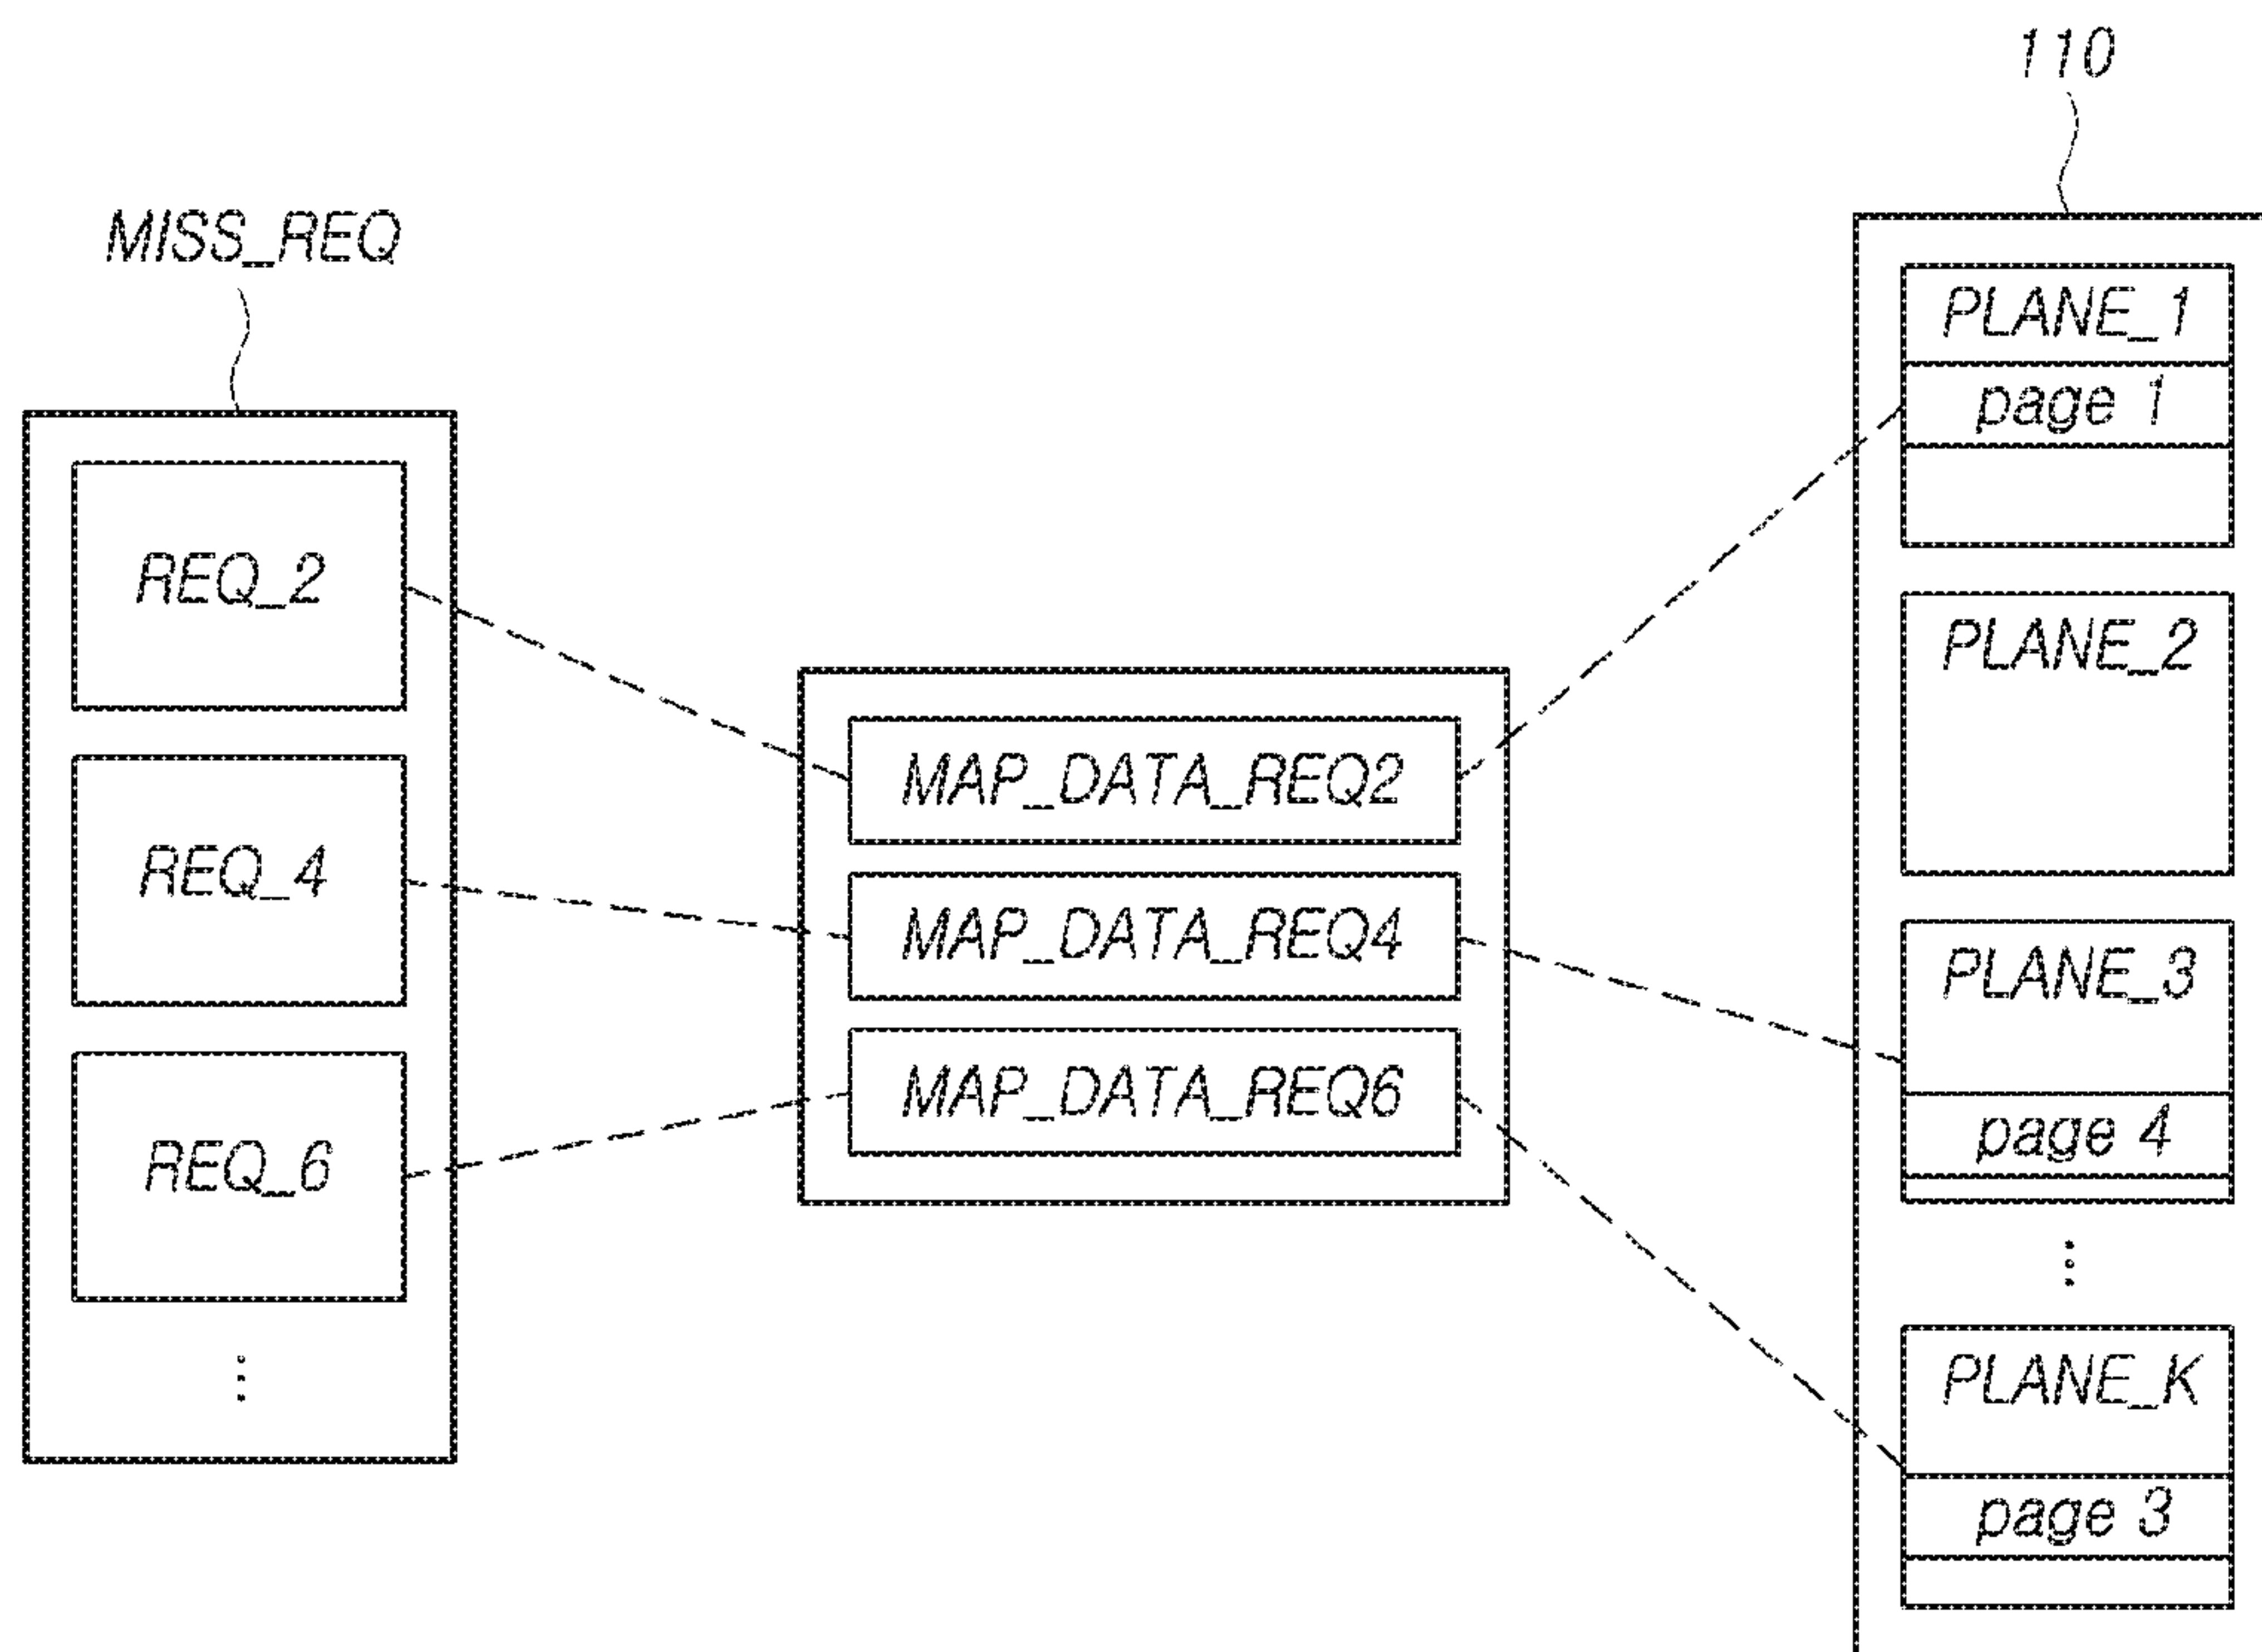 110
MISS_REQ
REQ_2
REQ_4
REQ_6
⋮
MAP_DATA_REQ2
MAP_DATA_REQ4
MAP_DATA_REQ6
PLANE_1
page 1
PLANE_2
PLANE_3
page 4
⋮
PLANE_K
page 3